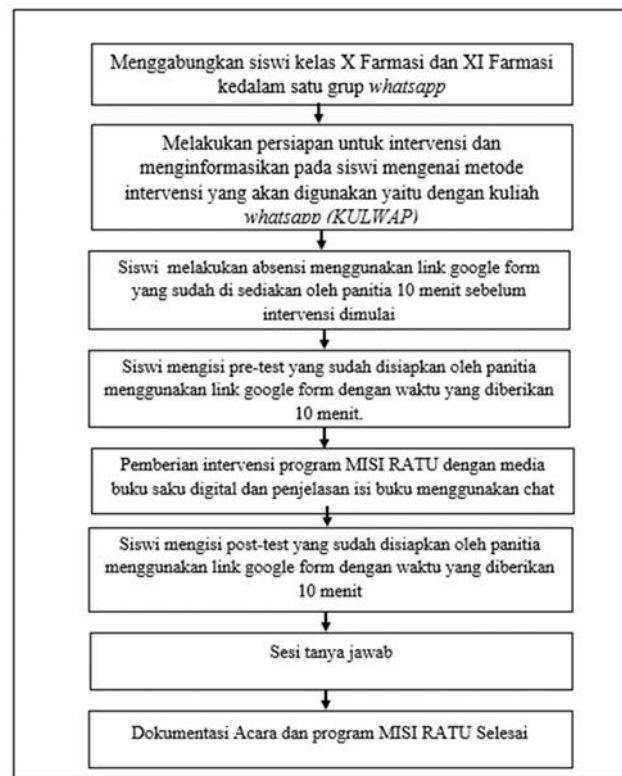 Menggabungkan siswi kelas X Farmasi dan XI Farmasi
kedalam satu grup whatsapp
Melakukan persiapan untuk intervensi dan
menginformasikan pada siswi mengenai metode
intervensi yang akan digunakan yaitu dengan kuliah
whatsapp (KULWAP)
Siswi melakukan absensi menggunakan link google form
yang sudah di sediakan oleh panitia 10 menit sebelum
intervensi dimulai
Siswi mengisi pre-test yang sudah disiapkan oleh panitia
menggunakan link google form dengan waktu yang diberikan
10 menit.
Pemberian intervensi program MISI RATU dengan media
buku saku digital dan penjelasan isi buku menggunakan chat
Siswi mengisi post-test yang sudah disiapkan oleh panitia
menggunakan link google form dengan waktu yang diberikan
10 menit
Sesi tanya jawab
Dokumentasi Acara dan program MISI RATU Selesai